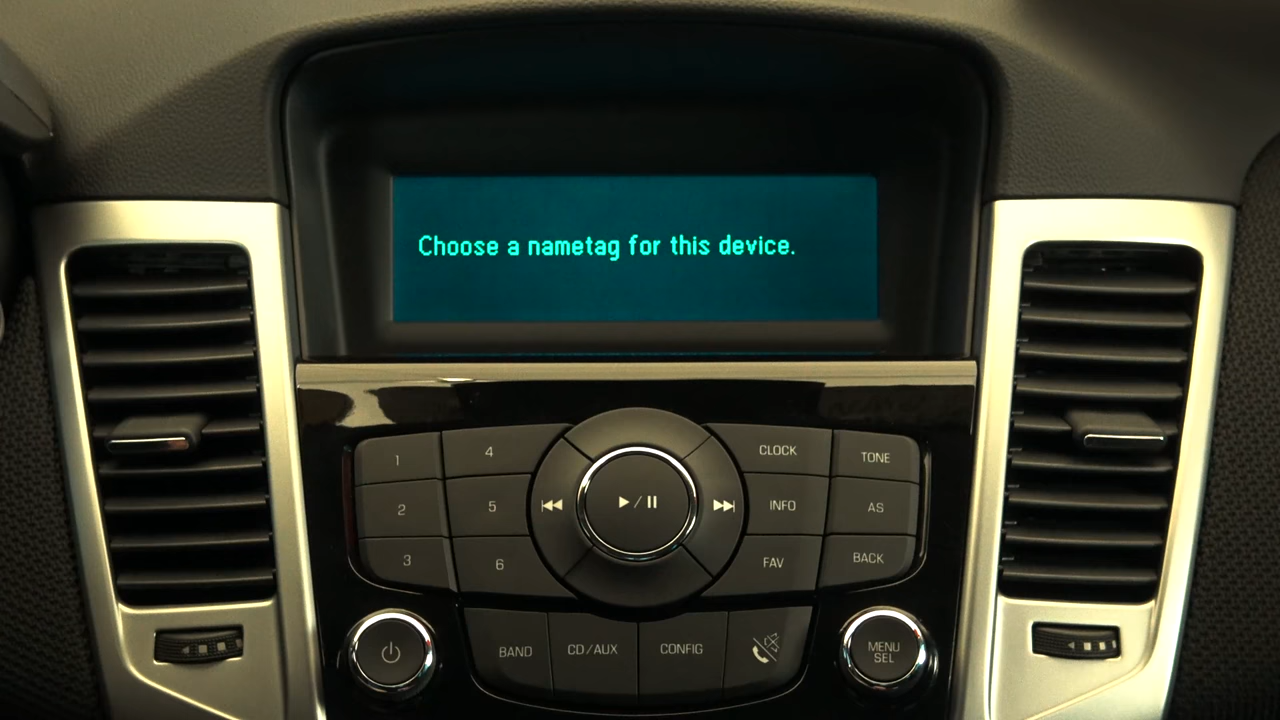 Choose a nametag for this device.
1
4
CLOCK
TONE
2
5
INFO
AS
3
6
FAV
BACK
BAND
CD/AUX
CONFIG
MENU
SEL